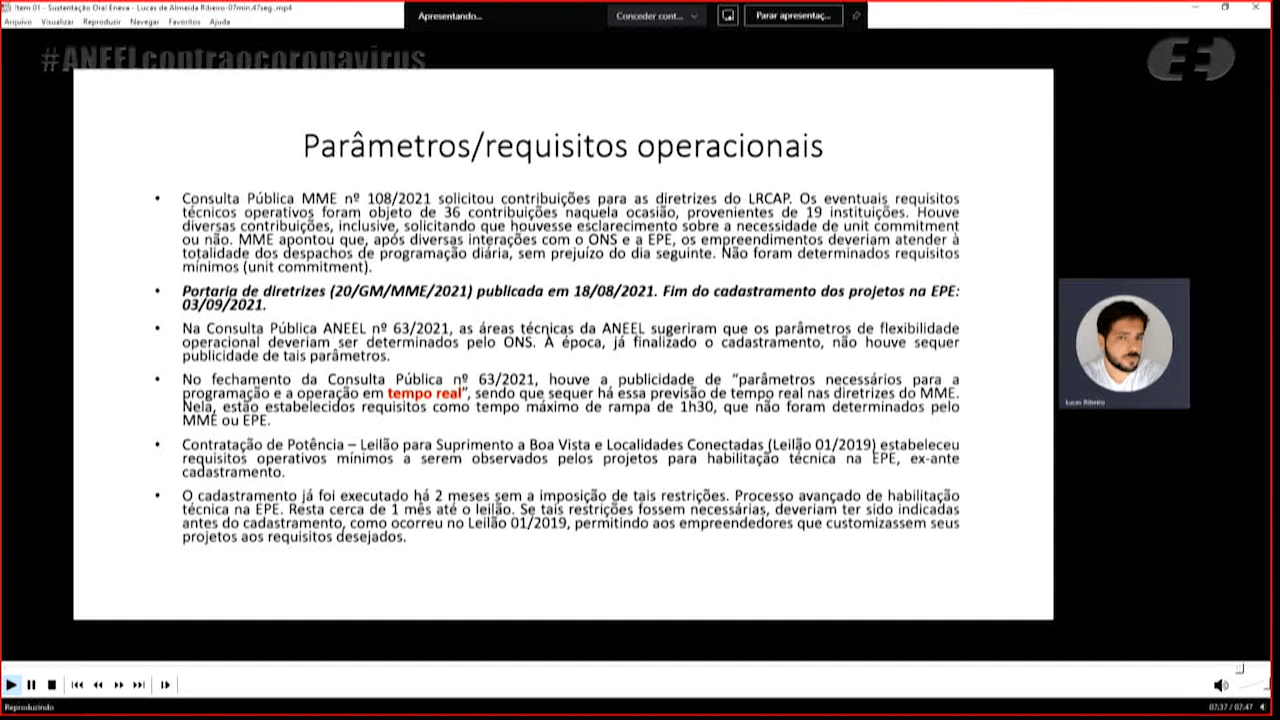 Item 01 - Sustentação Oral Eneva - Lucas de Almeida Ribeiro-07min.47seg..mp4
Arquivo Visualizar Reproduzir Navegar Favoritos Ajuda
Apresentando...
Conceder cont...
Parar apresentaç...
#ANEELcontraocoronavirus
Parâmetros/requisitos operacionais
• Consulta Pública MME nº 108/2021 solicitou contribuições para as diretrizes do LRCAP. Os eventuais requisitos
técnicos operativos foram objeto de 36 contribuições naquela ocasião, provenientes de 19 instituições. Houve
diversas contribuições, inclusive, solicitando que houvesse esclarecimento sobre a necessidade de unit commitment
ou não. MME apontou que, após diversas interações com o ONS e a EPE, os empreendimentos deveriam atender à
totalidade dos despachos de programação diária, sem prejuízo do dia seguinte. Não foram determinados requisitos
mínimos (unit commitment).
• Portaria de diretrizes (20/GM/MME/2021) publicada em 18/08/2021. Fim do cadastramento dos projetos na EPE:
03/09/2021.
• Na Consulta Pública ANEEL nº 63/2021, as áreas técnicas da ANEEL sugeriram que os parâmetros de flexibilidade
operacional deveriam ser determinados pelo ONS. À época, já finalizado o cadastramento, não houve sequer
publicidade de tais parâmetros.
• No fechamento da Consulta Pública nº 63/2021, houve a publicidade de “parâmetros necessários para a
programação e a operação em tempo real”, sendo que sequer há essa previsão de tempo real nas diretrizes do MME.
Nela, estão estabelecidos requisitos como tempo máximo de rampa de 1h30, que não foram determinados pelo
MME ou EPE.
• Contratação de Potência – Leilão para Suprimento a Boa Vista e Localidades Conectadas (Leilão 01/2019) estabeleceu
requisitos operativos mínimos a serem observados pelos projetos para habilitação técnica na EPE, ex-ante
cadastramento.
• O cadastramento já foi executado há 2 meses sem a imposição de tais restrições. Processo avançado de habilitação
técnica na EPE. Resta cerca de 1 mês até o leilão. Se tais restrições fossem necessárias, deveriam ter sido indicadas
antes do cadastramento, como ocorreu no Leilão 01/2019, permitindo aos empreendedores que customizassem seus
projetos aos requisitos desejados.
Lucas Ribeiro
Reproduzindo
07:37 / 07:47